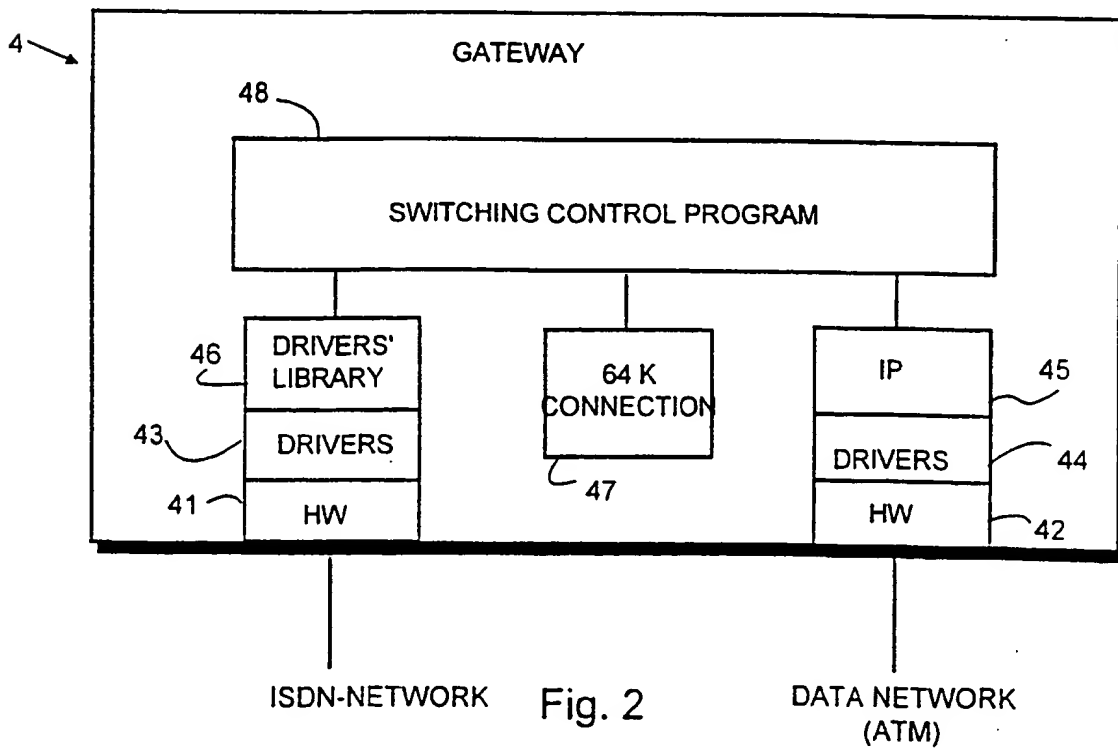 4
GATEWAY
48
SWITCHING CONTROL PROGRAM
46
DRIVERS'
LIBRARY
64 K
CONNECTION
IP
45
43
DRIVERS
47
DRIVERS
44
41
HW
HW
42
ISDN-NETWORK
Fig. 2
DATA NETWORK
(ATM)